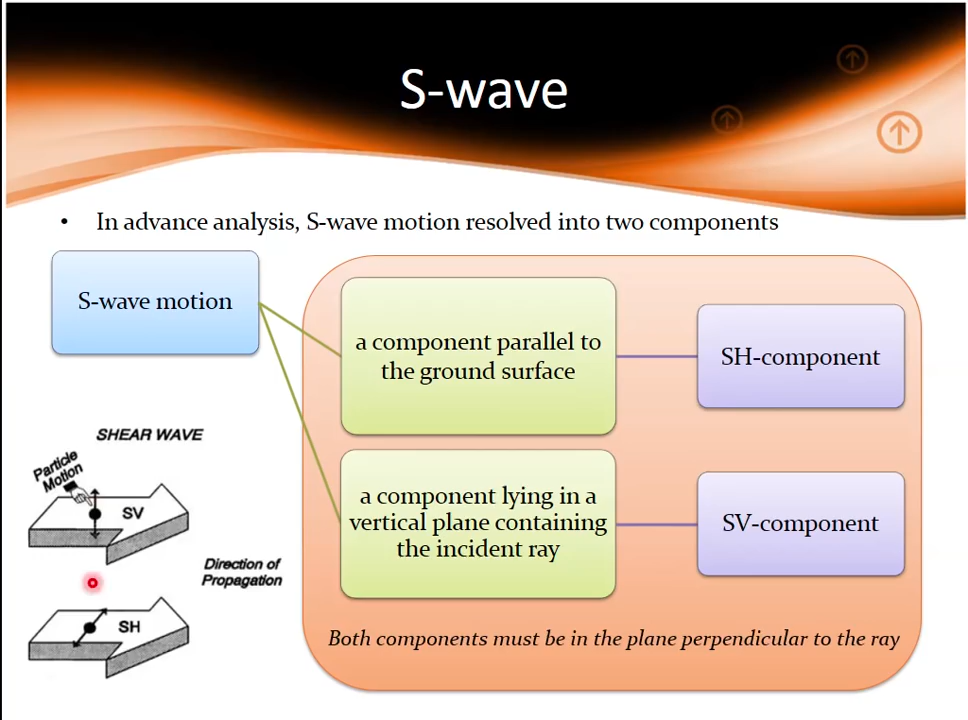 S-wave
• In advance analysis, S-wave motion resolved into two components
S-wave motion
a component parallel to
the ground surface
SH-component
a component lying in a
vertical plane containing
the incident ray
SV-component
Both components must be in the plane perpendicular to the ray
SHEAR WAVE
Particle
Motion
SV
Direction of
Propagation
SH